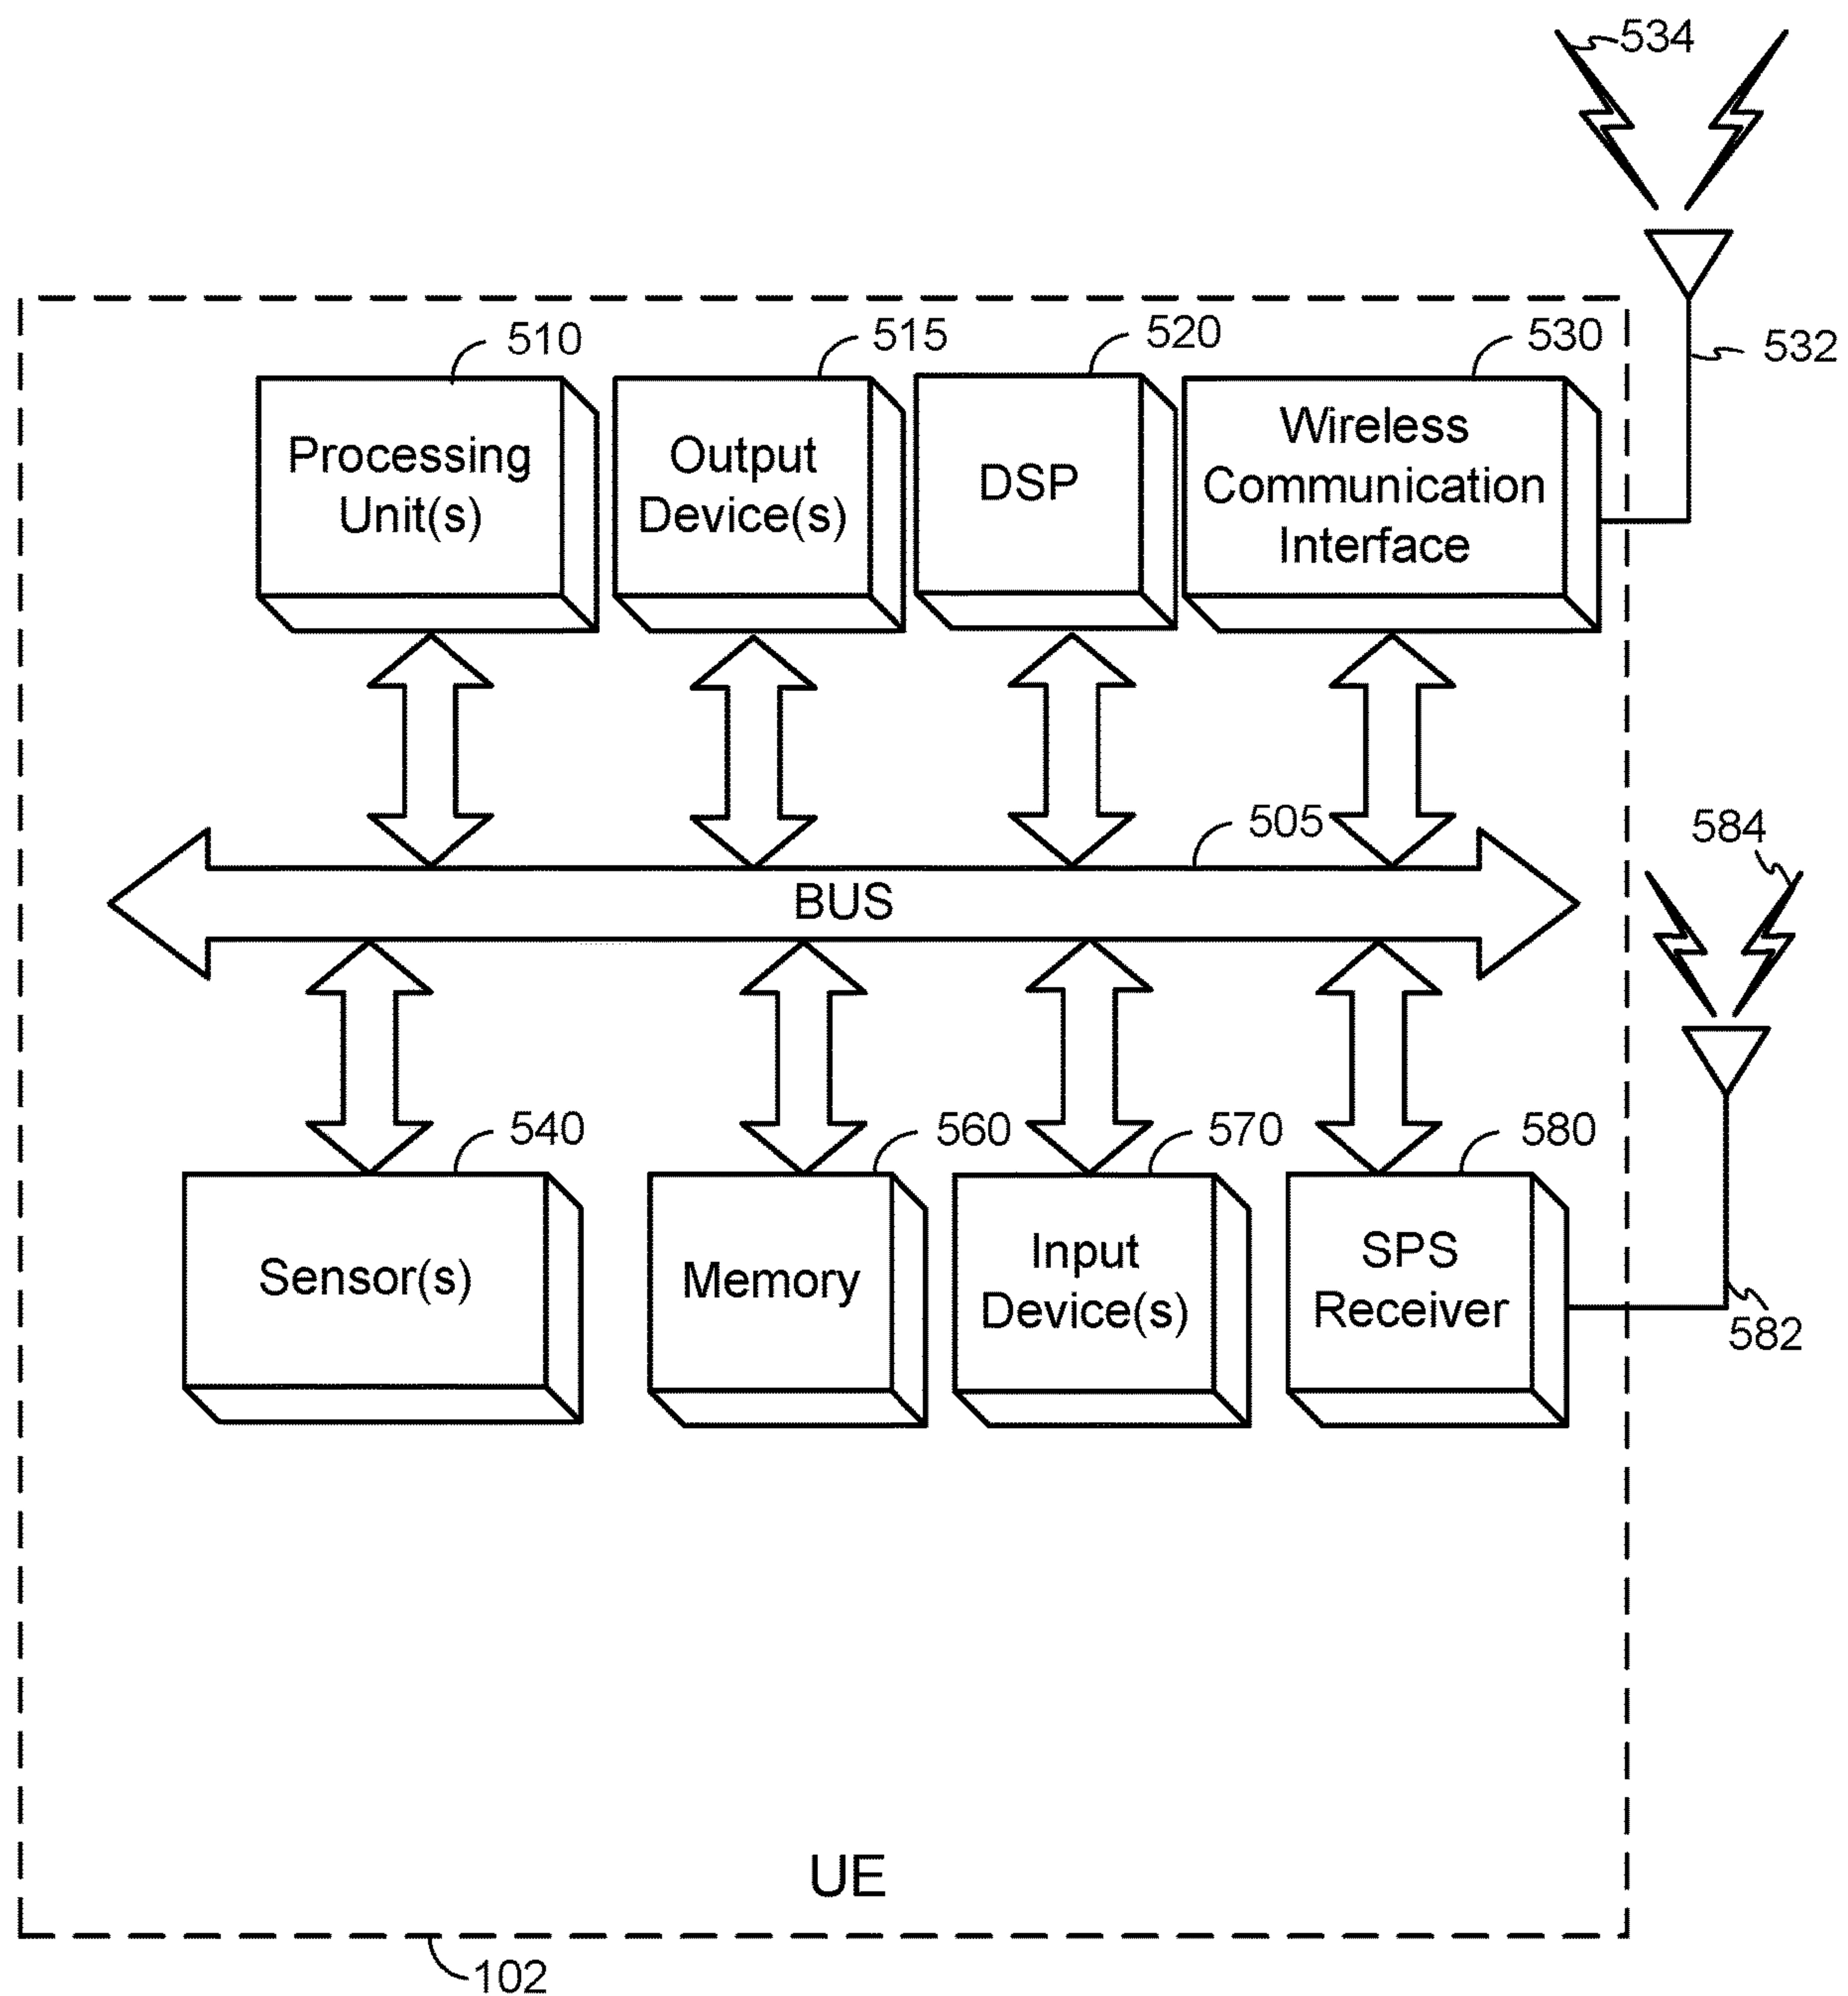 534
532
510
515
520
530
Processing
Unit(s)
Output
Device(s)
DSP
Wireless
Communication
Interface
505
BUS
584
540
560
570
580
Sensor(s)
Memory
Input
Device(s)
SPS
Receiver
582
UE
102